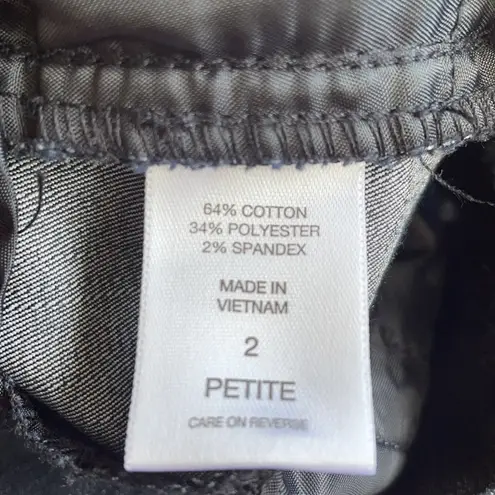 64% COTTON
34% POLYESTER
2% SPANDEX
MADE IN
VIETNAM
2
PETITE
CARE ON REVERSE